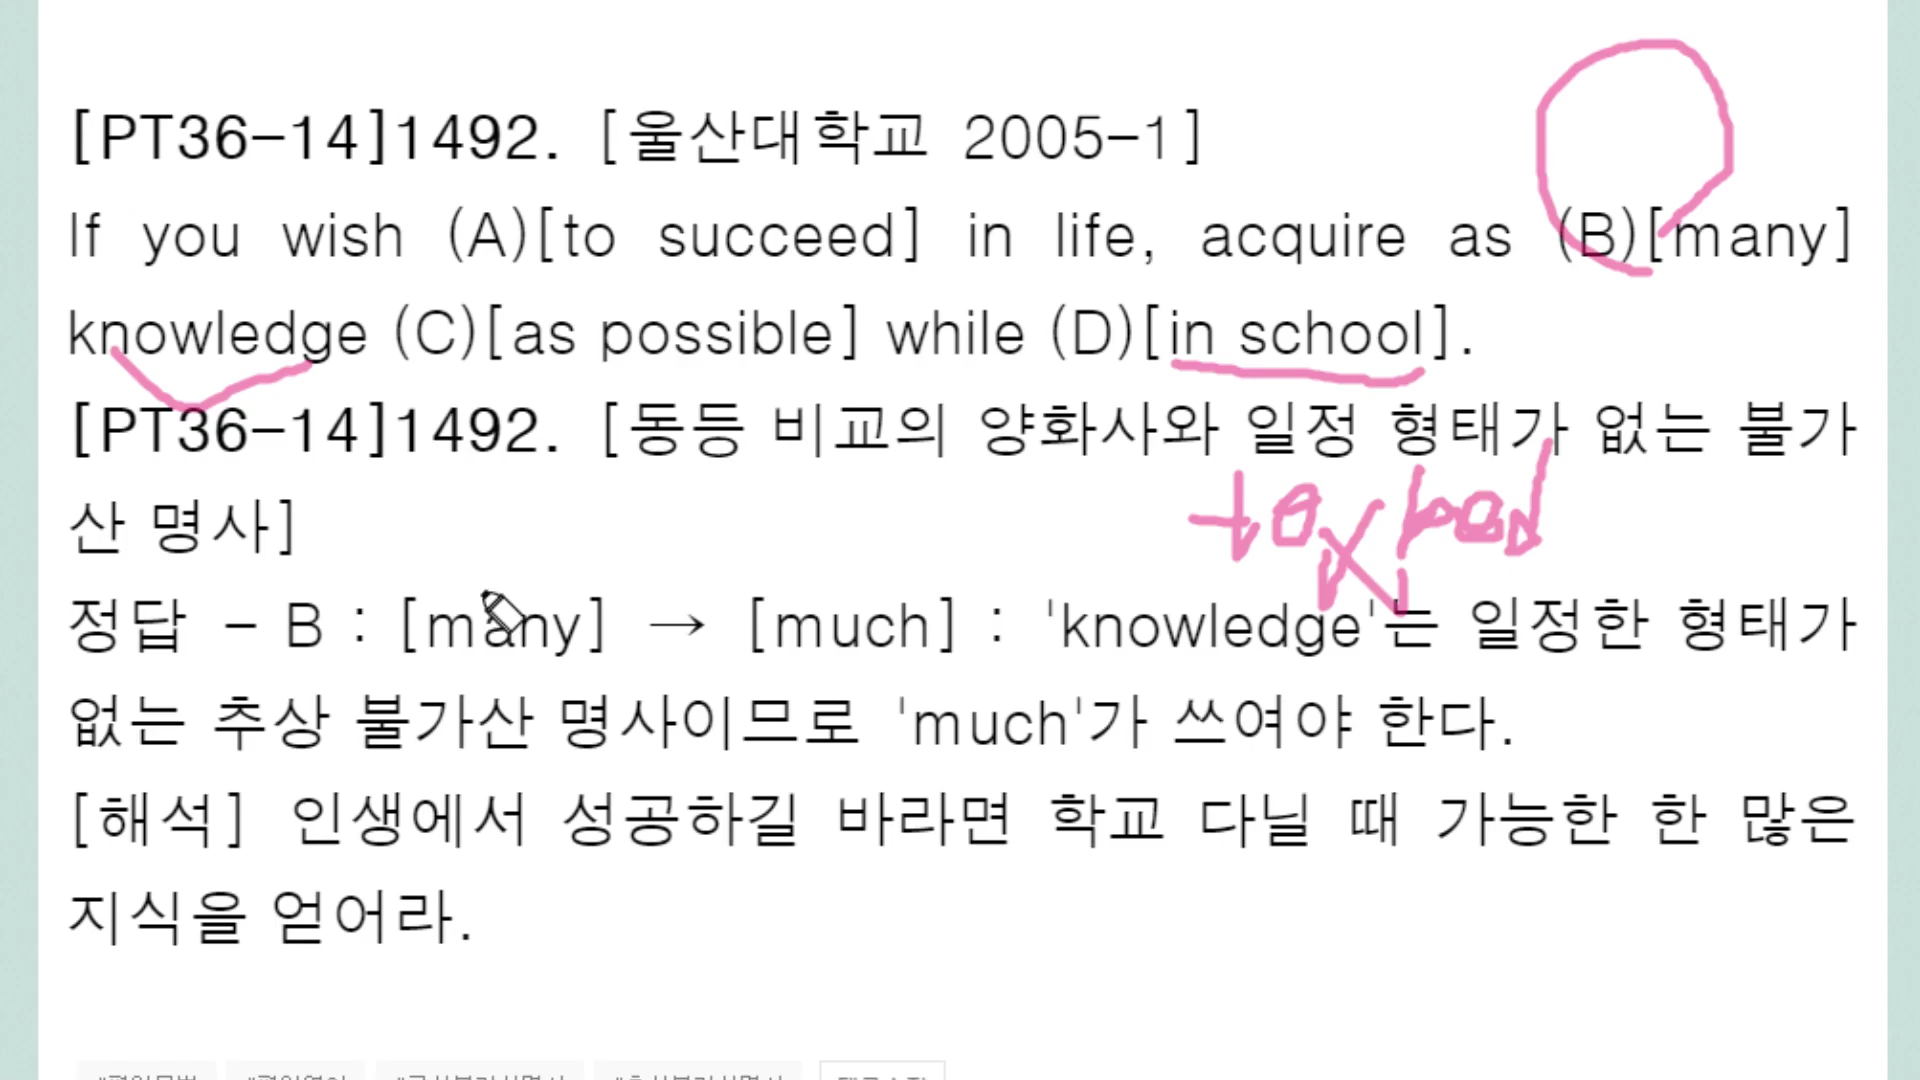 [PT36-14]1492. [울산대학교 2005-1]
If you wish (A)[to succeed] in life, acquire as (B)[many]
knowledge (C)[as possible] while (D)[in school].
[PT36-14]1492. [동등 비교의 양화사와 일정 형태가 없는 불가
산 명사]
정답 - B : [many] → [much] : 'knowledge'는 일정한 형태가
없는 추상 불가산 명사이므로 'much'가 쓰여야 한다.
[해석] 인생에서 성공하길 바라면 학교 다닐 때 가능한 한 많은
지식을 얻어라.